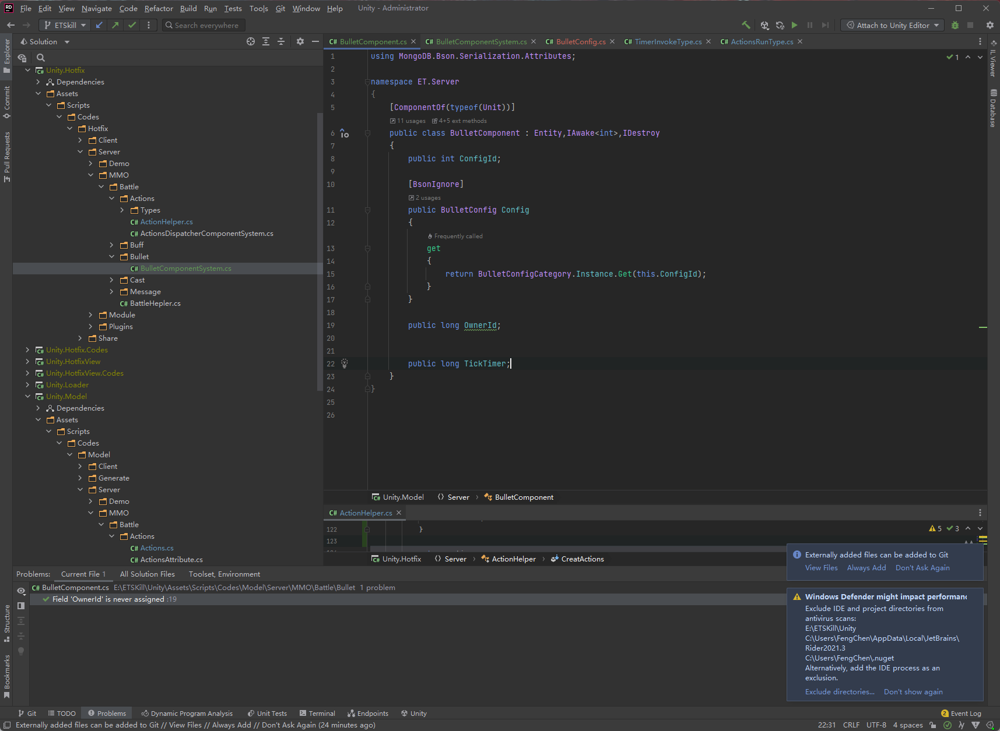 File Edit View Navigate Code Refactor Build Run Tests Tools Git Window Help Unity - Administrator
ETSkill Search everywhere Attach to Unity Editor
Solution
BulletComponent.cs BulletComponentSystem.cs BulletConfig.cs TimerInvokeType.cs ActionsRunType.cs
Explorer
Commit
Pull Requests
Structure
Bookmarks
IL Viewer
Database
Unity.Hotfix
Dependencies
Assets
Scripts
Codes
Hotfix
Client
Server
Demo
MMO
Battle
Actions
Types
C# ActionHelper.cs
C# ActionsDispatcherComponentSystem.cs
Buff
Bullet
C# BulletComponentSystem.cs
Cast
Message
C# BattleHepler.cs
Module
Plugins
Share
Unity.Hotfix.Codes
Unity.HotfixView
Unity.HotfixView.Codes
Unity.Loader
Unity.Model
Dependencies
Assets
Scripts
Codes
Model
Client
Generate
Server
Demo
MMO
Battle
Actions
C# Actions.cs
C# ActionsAttribute.cs
1 using MongoDB.Bson.Serialization.Attributes;
1
2
3 namespace ET.Server
4 {
5 [ComponentOf(typeof(Unit))]
11 usages 4+5 ext methods
6 public class BulletComponent : Entity,IAwake<int>,IDestroy
7 {
8 public int ConfigId;
9
10 [BsonIgnore]
2 usages
11 public BulletConfig Config
12 {
Frequently called
13 get
14 {
15 return BulletConfigCategory.Instance.Get(this.ConfigId);
16 }
17 }
18
19 public long OwnerId;
20
21
22 public long TickTimer;
23 }
24 }
25
26
Unity.Model Server BulletComponent
C# ActionHelper.cs
122 }
5 3
123
Unity.Hotfix Server ActionHelper CreatActions
Externally added files can be added to Git
View Files Always Add Don't Ask Again
Problems: Current File 1 All Solution Files Toolset, Environment
C# BulletComponent.cs E:\ETSKill\Unity\Assets\Scripts\Codes\Model\Server\MMO\Battle\Bullet 1 problem
Field 'OwnerId' is never assigned :19
Windows Defender might impact performanc
Exclude IDE and project directories from
antivirus scans:
E:\ETSKill\Unity
C:\Users\FengChen\AppData\Local\JetBrains\
Rider2021.3
C:\Users\FengChen\.nuget
Alternatively, add the IDE process as an
exclusion.
Exclude directories... Don't show again
Git TODO Problems Dynamic Program Analysis Unit Tests Terminal Endpoints Unity 2 Event Log
Externally added files can be added to Git // View Files // Always Add // Don't Ask Again (24 minutes ago) 22:31 CRLF UTF-8 4 spaces